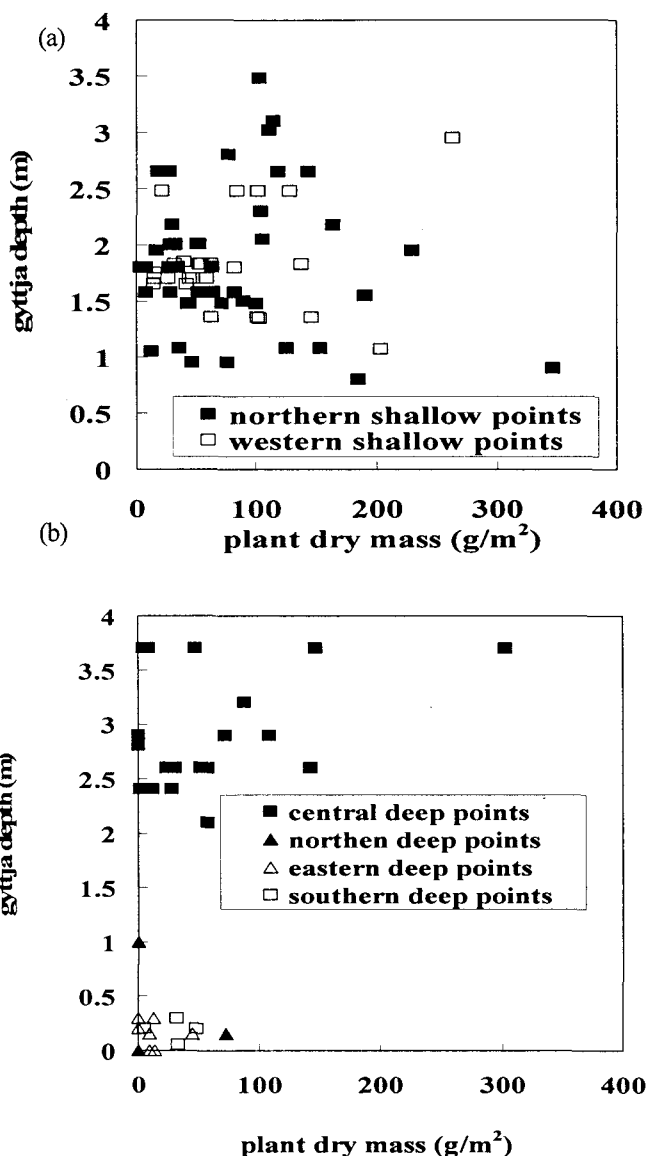 (a)
4
3.5
3
2.5
2
1.5
1
0.5
0
gyttja depth (m)
■ northern shallow points
□ western shallow points
0 100 200 300 400
plant dry mass (g/m²)
(b)
4
3.5
3
2.5
2
1.5
1
0.5
0
gyttja depth (m)
■ central deep points
▲ northen deep points
△ eastern deep points
□ southern deep points
0 100 200 300 400
plant dry mass (g/m²)